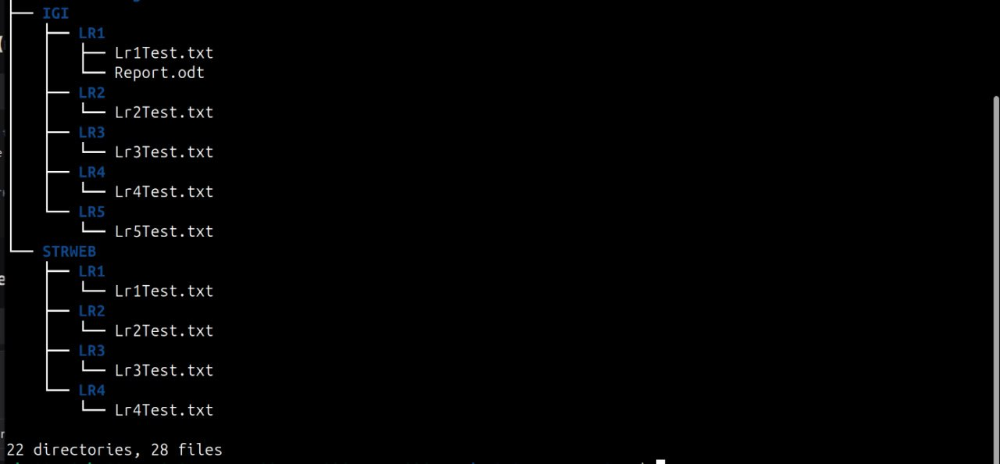 IGI
LR1
Lr1Test.txt
Report.odt
LR2
Lr2Test.txt
LR3
Lr3Test.txt
LR4
Lr4Test.txt
LR5
Lr5Test.txt
STRWEB
LR1
Lr1Test.txt
LR2
Lr2Test.txt
LR3
Lr3Test.txt
LR4
Lr4Test.txt
22 directories, 28 files